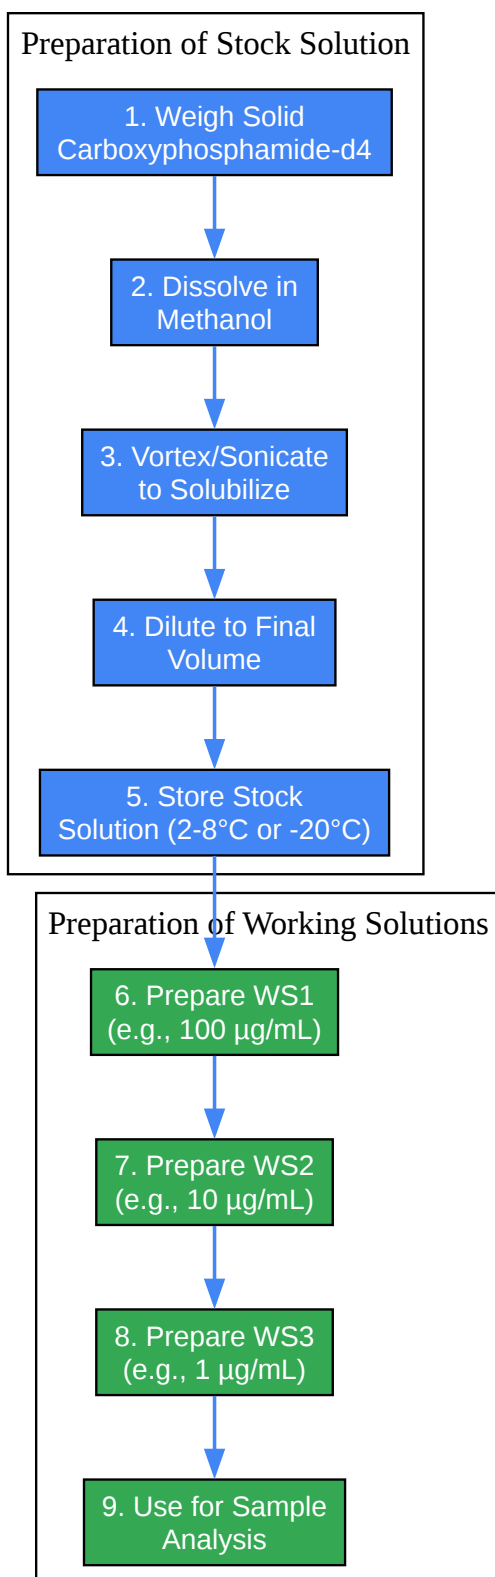 Preparation of Stock Solution
1. Weigh Solid
Carboxyphosphamide-d4
2. Dissolve in
Methanol
3. Vortex/Sonicate
to Solubilize
4. Dilute to Final
Volume
5. Store Stock
Solution (2-8°C or -20°C)
Preparation of Working Solutions
6. Prepare WS1
(e.g., 100 µg/mL)
7. Prepare WS2
(e.g., 10 µg/mL)
8. Prepare WS3
(e.g., 1 µg/mL)
9. Use for Sample
Analysis